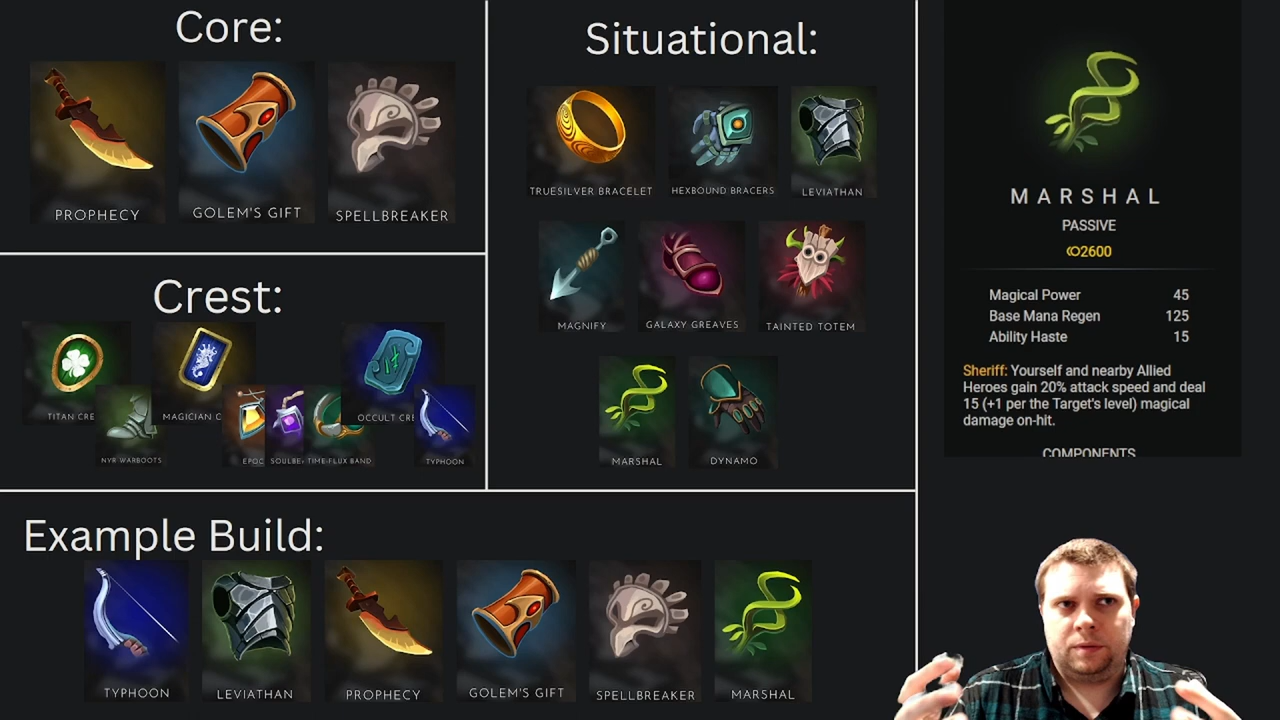 Core:
PROPHECY
GOLEM'S GIFT
SPELLBREAKER
Crest:
TITAN CRE
MAGICIAN C
OCCULT CRE
NYR WARBOOTS
EPOC
SOULBE
TIME-FLUX BAND
TYPHOON
Situational:
TRUESILVER BRACELET
HEXBOUND BRACERS
LEVIATHAN
MAGNIFY
GALAXY GREAVES
TAINTED TOTEM
MARSHAL
DYNAMO
Example Build:
TYPHOON
LEVIATHAN
PROPHECY
GOLEM'S GIFT
SPELLBREAKER
MARSHAL
MARSHAL
PASSIVE
2600
Magical Power 45
Base Mana Regen 125
Ability Haste 15
Sheriff: Yourself and nearby Allied
Heroes gain 20% attack speed and deal
15 (+1 per the Target's level) magical
damage on-hit.
COMPONENTS